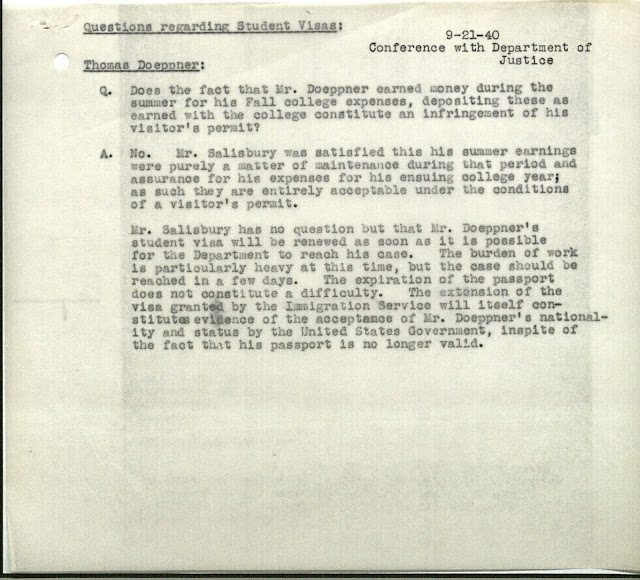 Questions regarding Student Visas:
9-21-40
Conference with Department of
Justice
Thomas Doeppner:
Q. Does the fact that Mr. Doeppner earned money during the
summer for his Fall college expenses, depositing these as
earned with the college constitute an infringement of his
visitor's permit?
A. No. Mr. Salisbury was satisfied this his summer earnings
were purely a matter of maintenance during that period and
assurance for his expenses for his ensuing college year;
as such they are entirely acceptable under the conditions
of a visitor's permit.
Mr. Salisbury has no question but that Mr. Doeppner's
student visa will be renewed as soon as it is possible
for the Department to reach his case. The burden of work
is particularly heavy at this time, but the case should be
reached in a few days. The expiration of the passport
does not constitute a difficulty. The extension of the
visa granted by the Immigration Service will itself con-
stitutes evidence of the acceptance of Mr. Doeppner's national-
ity and status by the United States Government, inspite of
the fact that his passport is no longer valid.